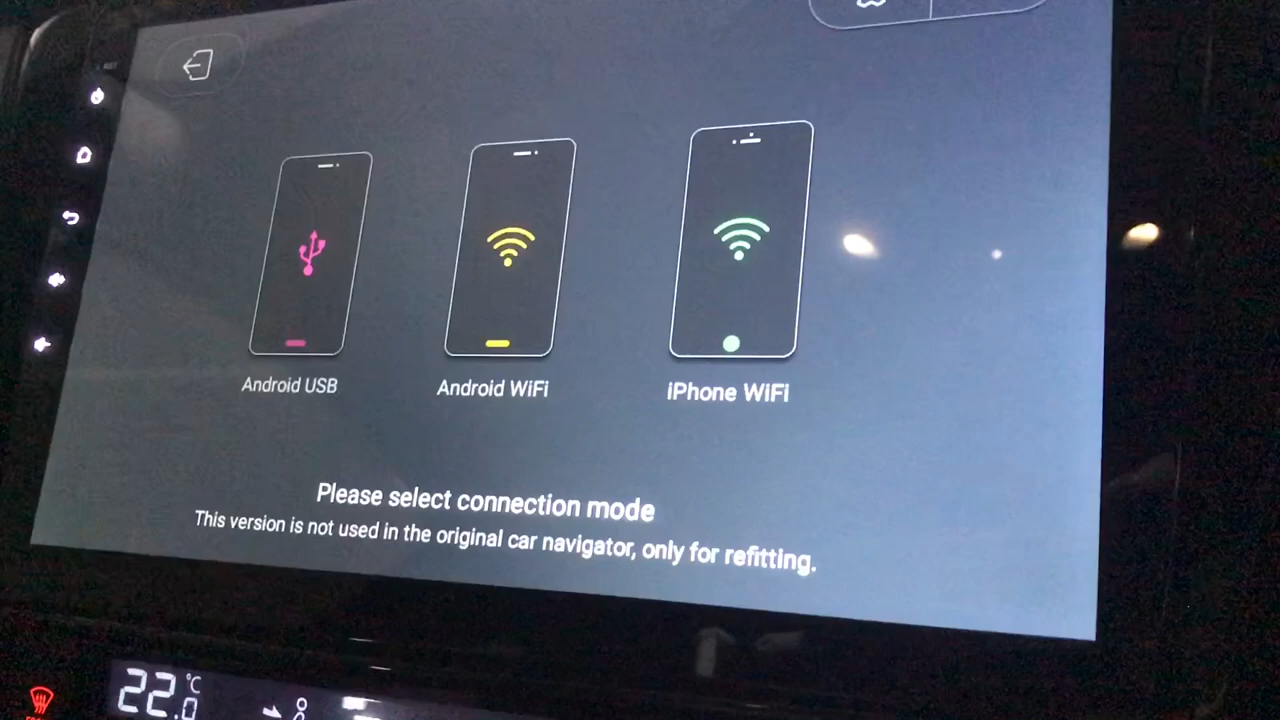 Android USB
Android WiFi
iPhone WiFi
Please select connection mode
This version is not used in the original car navigator, only for refitting.
22.0 °C